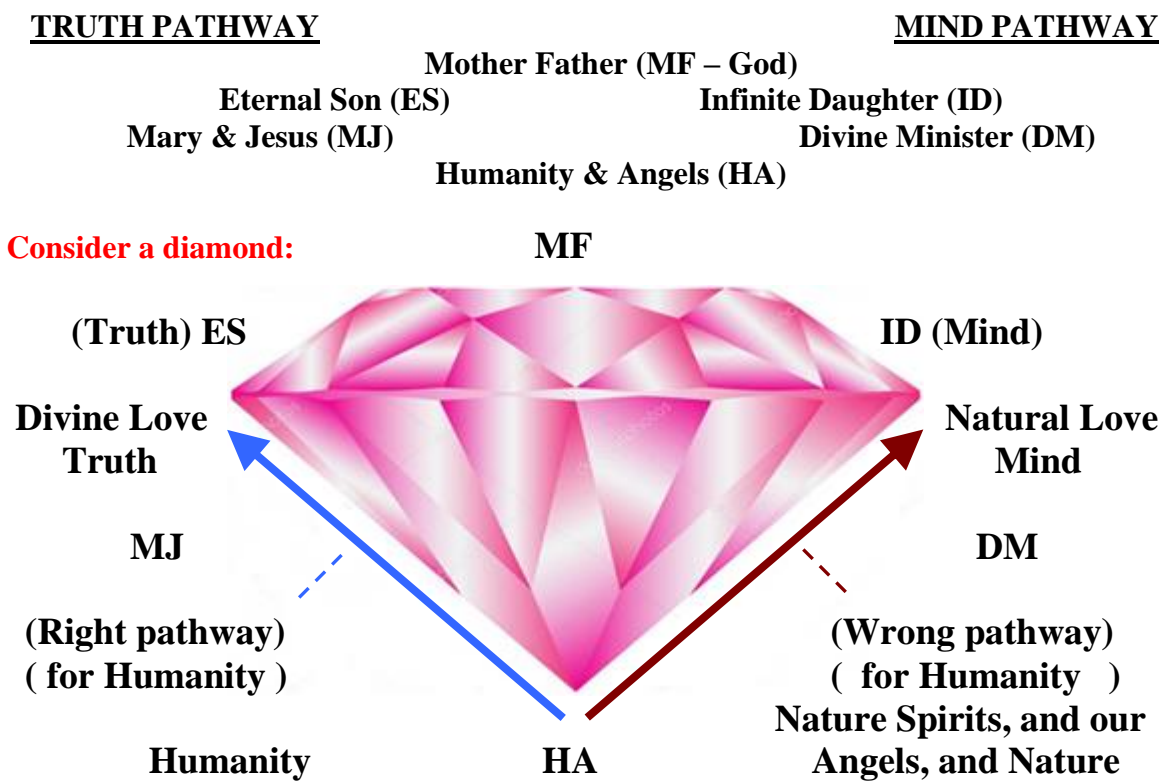 TRUTH PATHWAY MIND PATHWAY
Mother Father (MF – God)
Eternal Son (ES) Infinite Daughter (ID)
Mary & Jesus (MJ) Divine Minister (DM)
Humanity & Angels (HA)
Consider a diamond: MF
(Truth) ES ID (Mind)
Divine Love Natural Love
Truth Mind
MJ DM
(Right pathway) (Wrong pathway)
( for Humanity ) ( for Humanity )
Nature Spirits, and our
Humanity HA Angels, and Nature